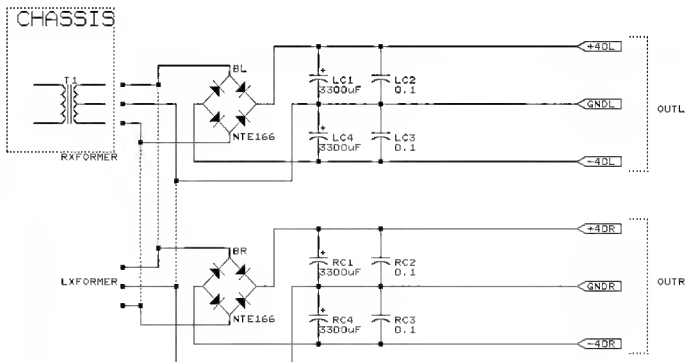 CHASSIS
T1
RXFORMER
BL
NTE166
+
LC1
3300uF
LC2
0.1
+
LC4
3300uF
LC3
0.1
+40L
GNDL
-40L
OUTL
LXFORMER
BR
NTE166
+
RC1
3300uF
RC2
0.1
+
RC4
3300uF
RC3
0.1
+40R
GNDR
-40R
OUTR